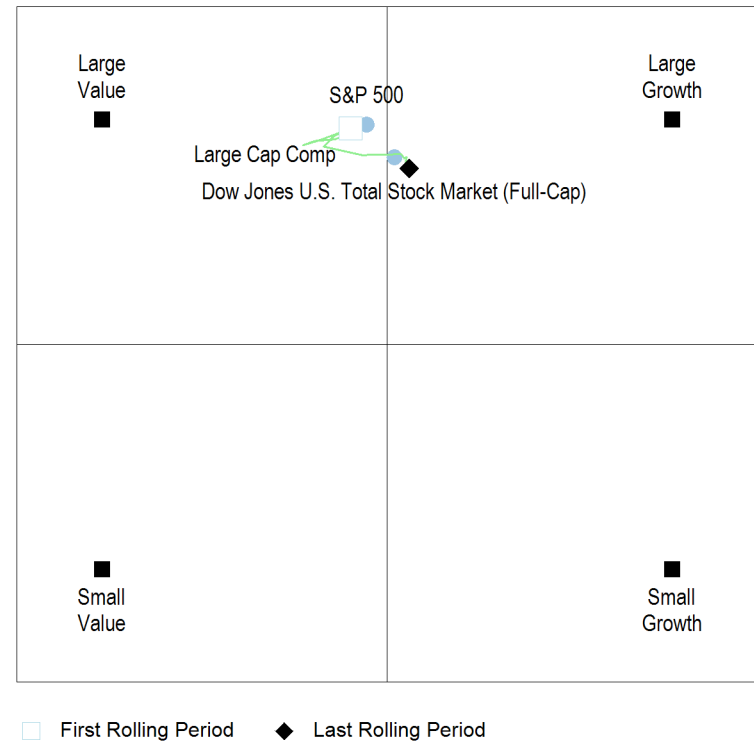 Large
Value
Large
Growth
S&P 500
Large Cap Comp
Dow Jones U.S. Total Stock Market (Full-Cap)
Small
Value
Small
Growth
First Rolling Period
Last Rolling Period